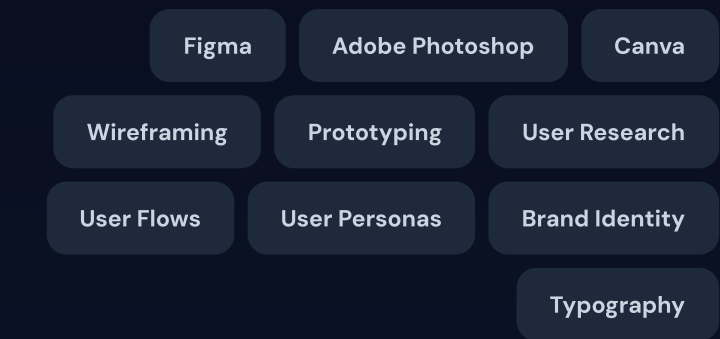 Figma Adobe Photoshop Canva
Wireframing Prototyping User Research
User Flows User Personas Brand Identity
Typography